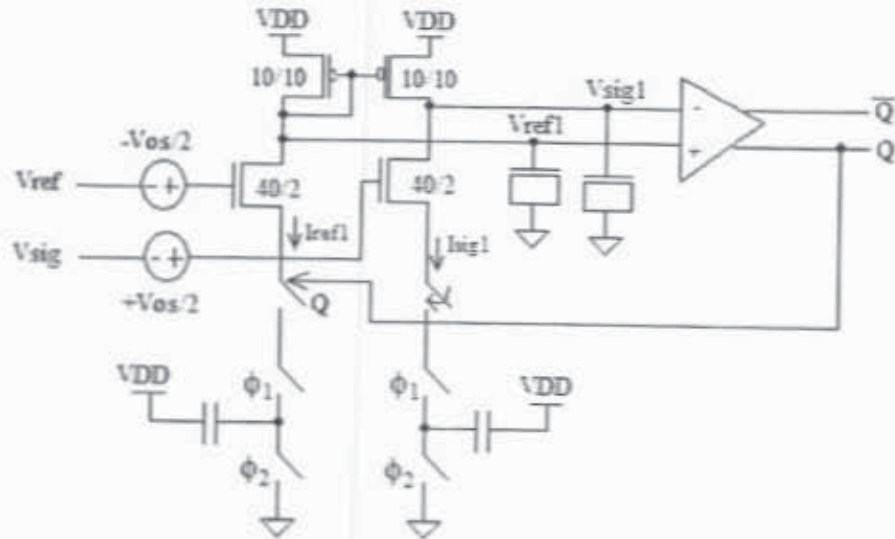 VDD
VDD
10/10
10/10
Vsig1
Q
-Vos/2
Vref1
-
Q
Vref
- +
40/2
40/2
+
Vsig
- +
Iref1
Isig1
+Vos/2
Q
VDD
ϕ1
ϕ1
VDD
ϕ2
ϕ2